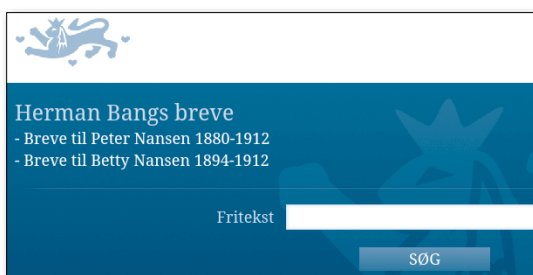 Herman Bangs breve
- Breve til Peter Nansen 1880-1912
- Breve til Betty Nansen 1894-1912
Fritekst
SØG